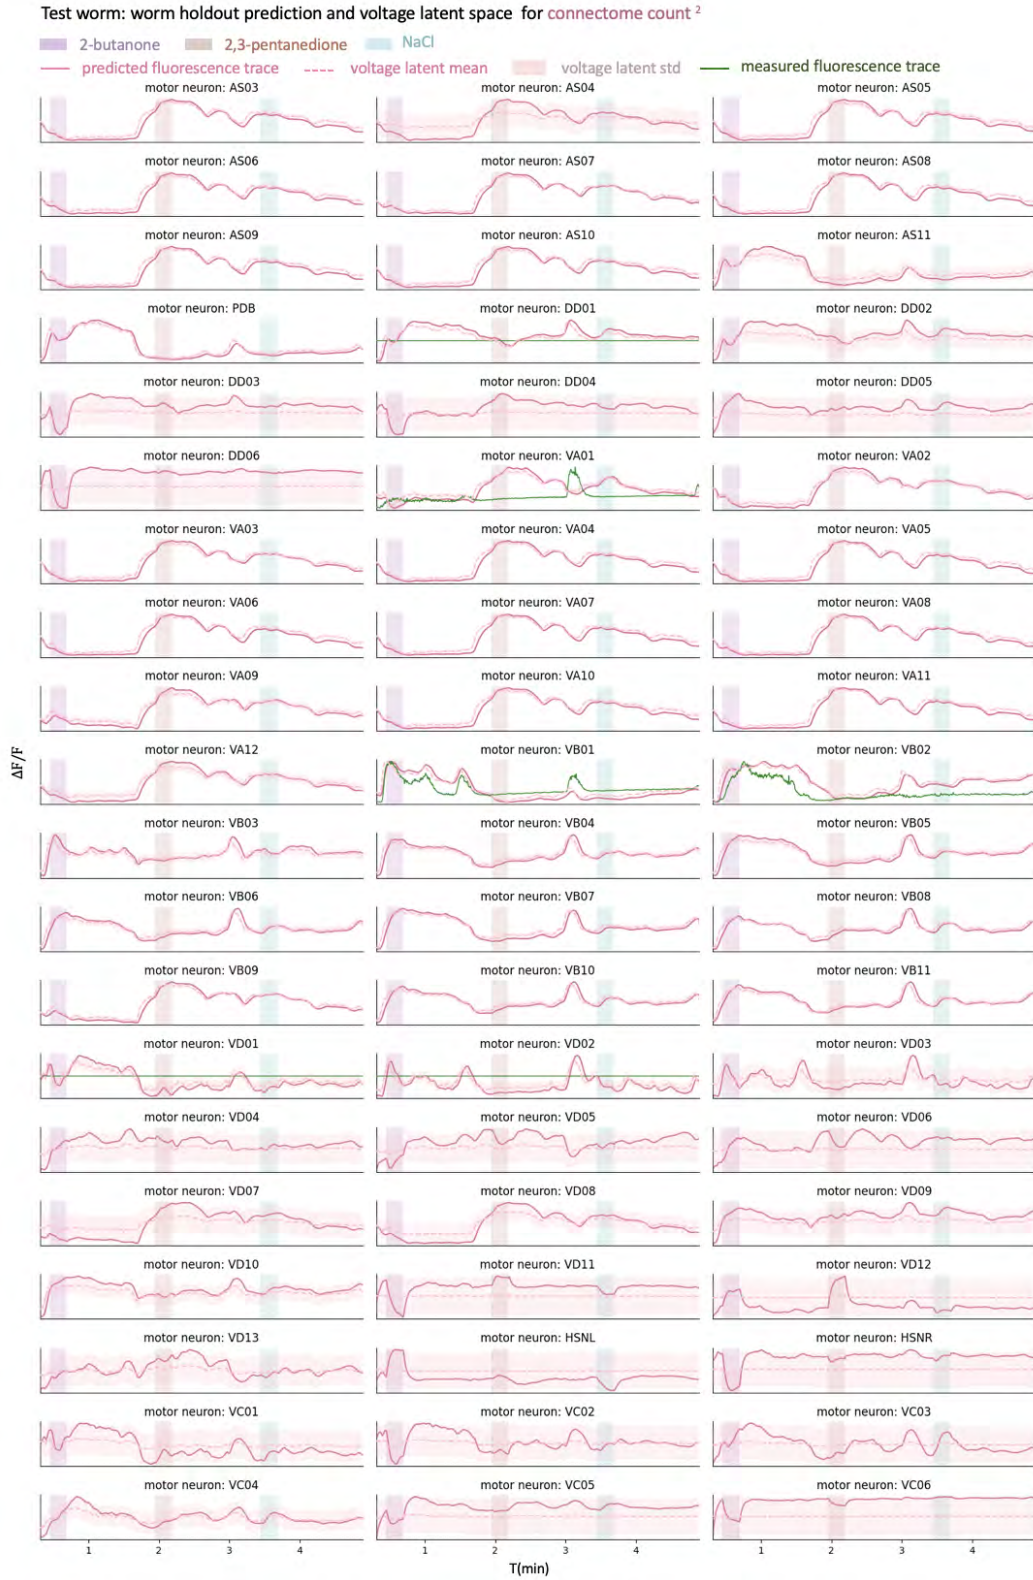 Test worm: worm holdout prediction and voltage latent space for connectome count ²
2-butanone 2,3-pentanedione NaCl
predicted fluorescence trace voltage latent mean voltage latent std measured fluorescence trace
motor neuron: AS03 motor neuron: AS04 motor neuron: AS05
motor neuron: AS06 motor neuron: AS07 motor neuron: AS08
motor neuron: AS09 motor neuron: AS10 motor neuron: AS11
motor neuron: PDB motor neuron: DD01 motor neuron: DD02
motor neuron: DD03 motor neuron: DD04 motor neuron: DD05
motor neuron: DD06 motor neuron: VA01 motor neuron: VA02
motor neuron: VA03 motor neuron: VA04 motor neuron: VA05
motor neuron: VA06 motor neuron: VA07 motor neuron: VA08
motor neuron: VA09 motor neuron: VA10 motor neuron: VA11
motor neuron: VA12 motor neuron: VB01 motor neuron: VB02
ΔF/F
motor neuron: VB03 motor neuron: VB04 motor neuron: VB05
motor neuron: VB06 motor neuron: VB07 motor neuron: VB08
motor neuron: VB09 motor neuron: VB10 motor neuron: VB11
motor neuron: VD01 motor neuron: VD02 motor neuron: VD03
motor neuron: VD04 motor neuron: VD05 motor neuron: VD06
motor neuron: VD07 motor neuron: VD08 motor neuron: VD09
motor neuron: VD10 motor neuron: VD11 motor neuron: VD12
motor neuron: VD13 motor neuron: HSNL motor neuron: HSNR
motor neuron: VC01 motor neuron: VC02 motor neuron: VC03
motor neuron: VC04 motor neuron: VC05 motor neuron: VC06
1 2 3 4 1 2 3 4 1 2 3 4
T(min)